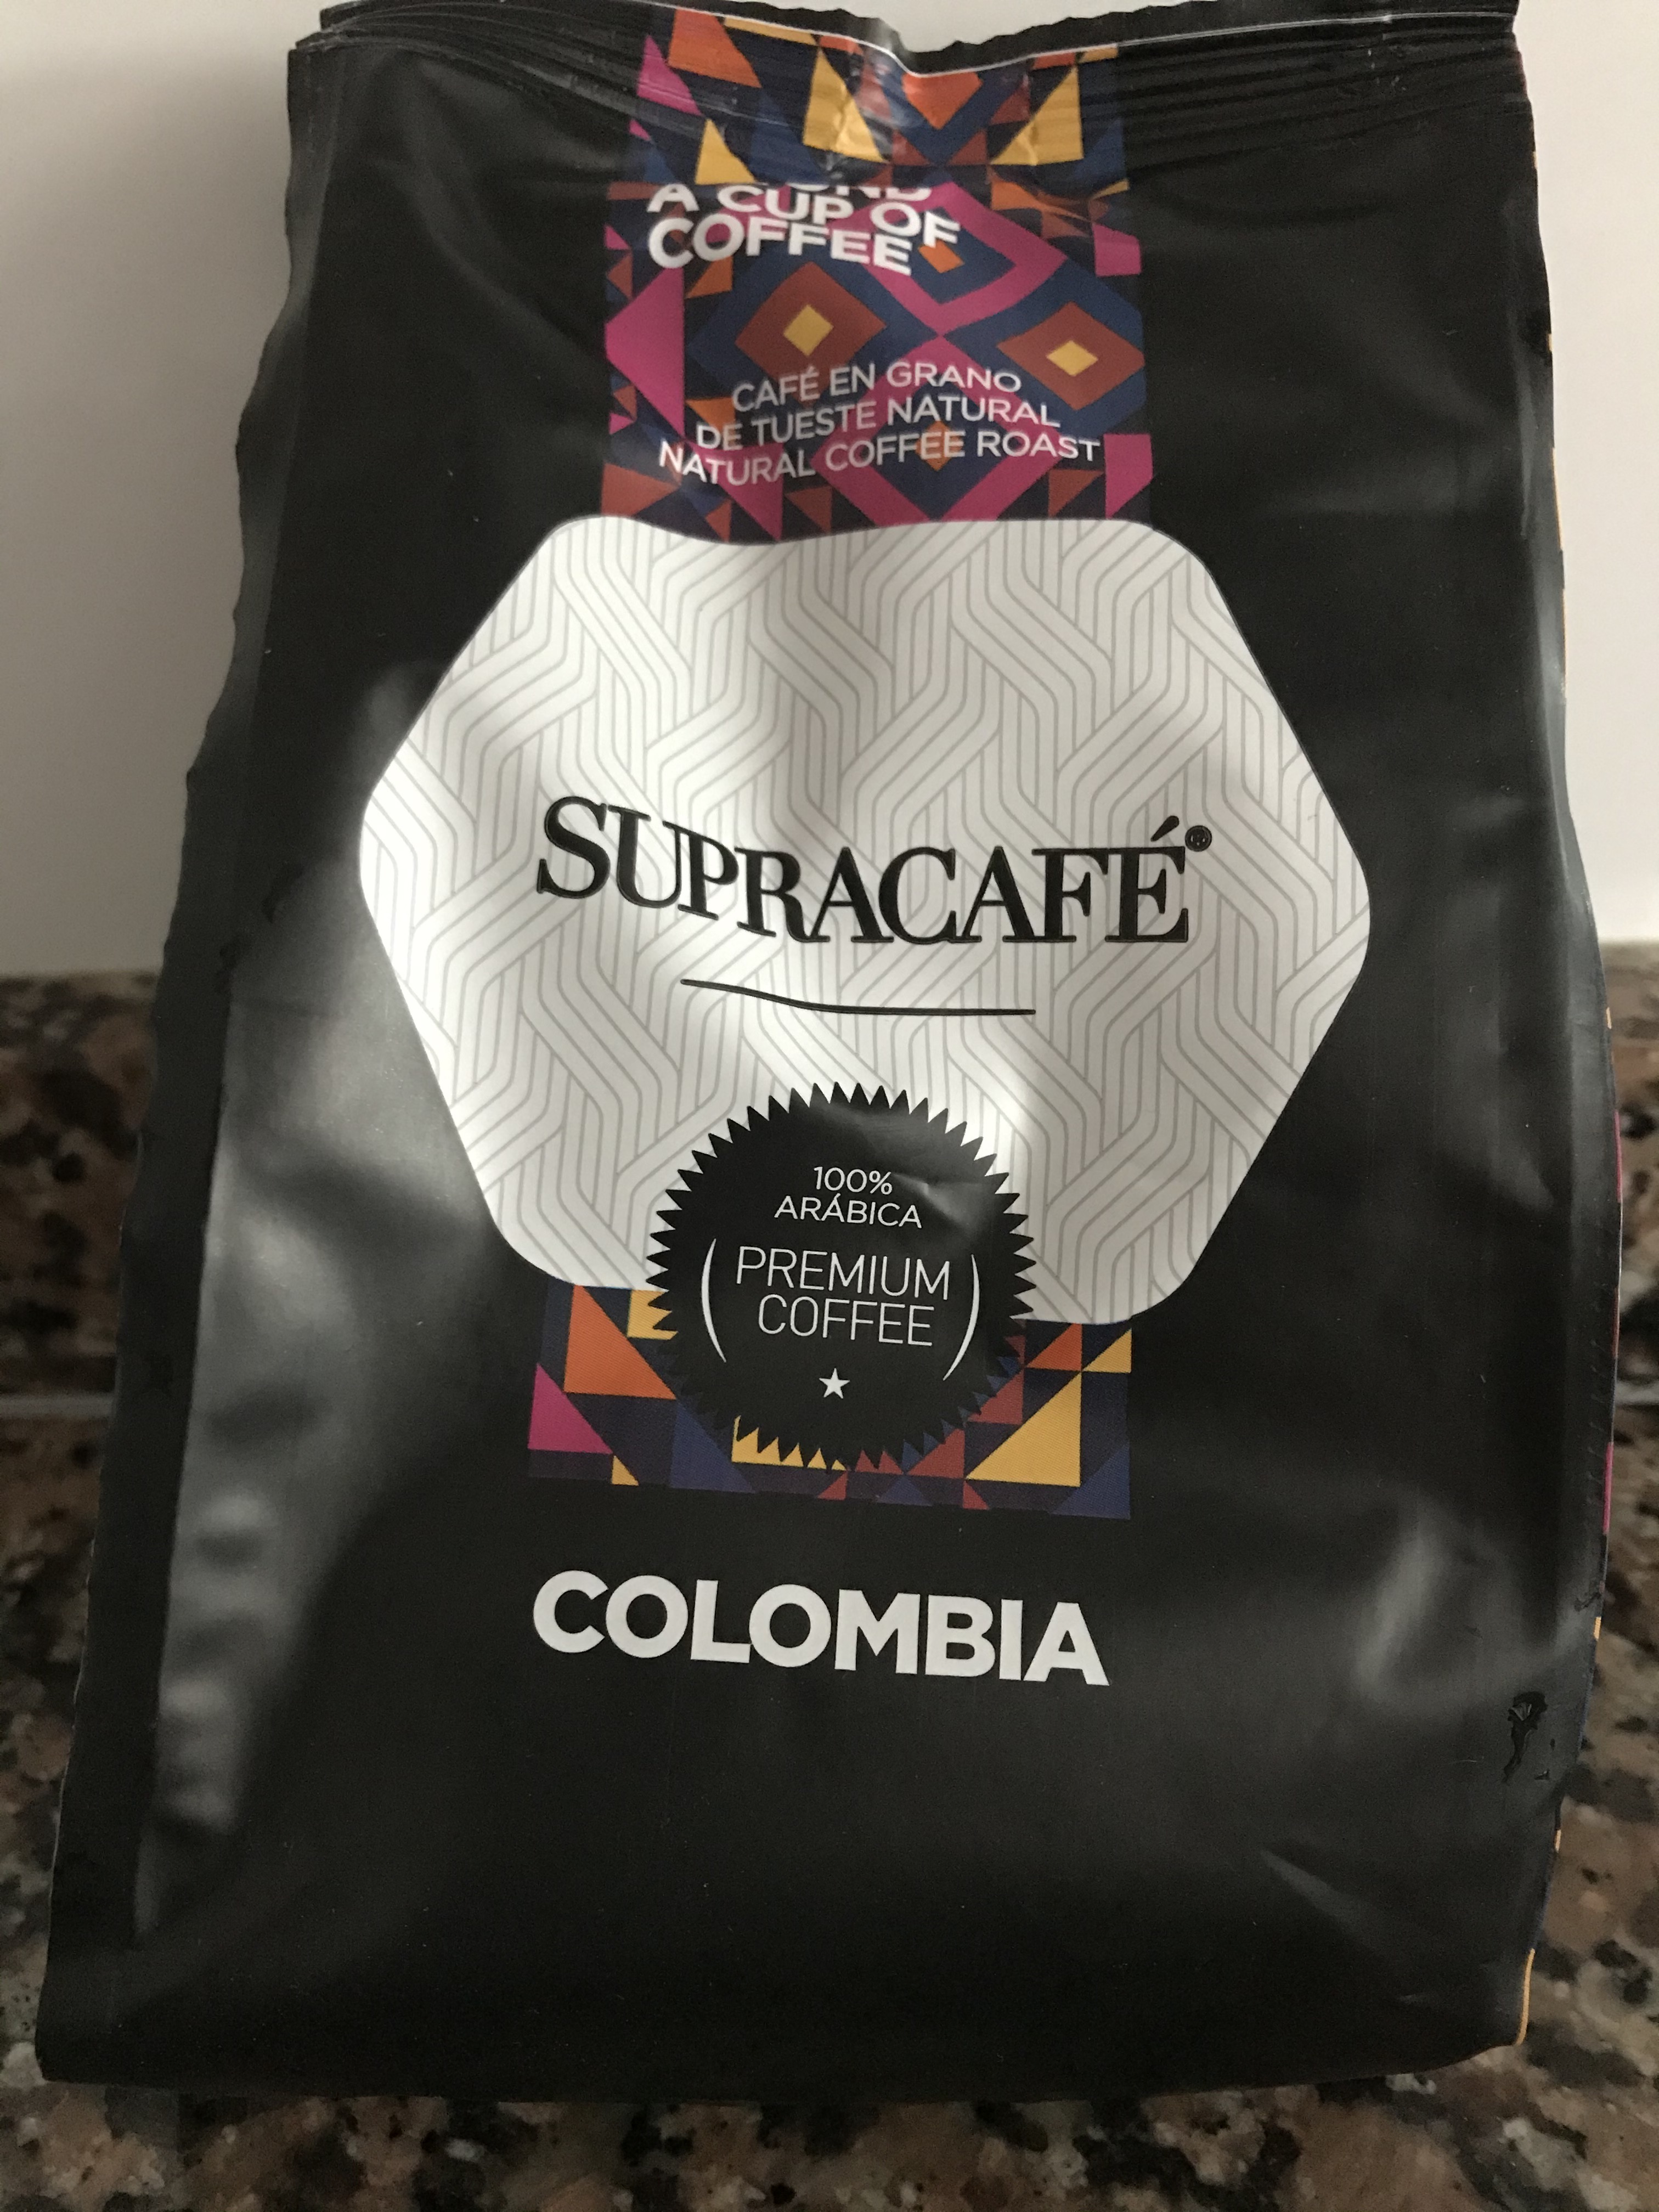 A CUP OF
COFFEE
CAFÉ EN GRANO
DE TUESTE NATURAL
NATURAL COFFEE ROAST
SUPRACAFÉ®
100%
ARÁBICA
PREMIUM
COFFEE
COLOMBIA